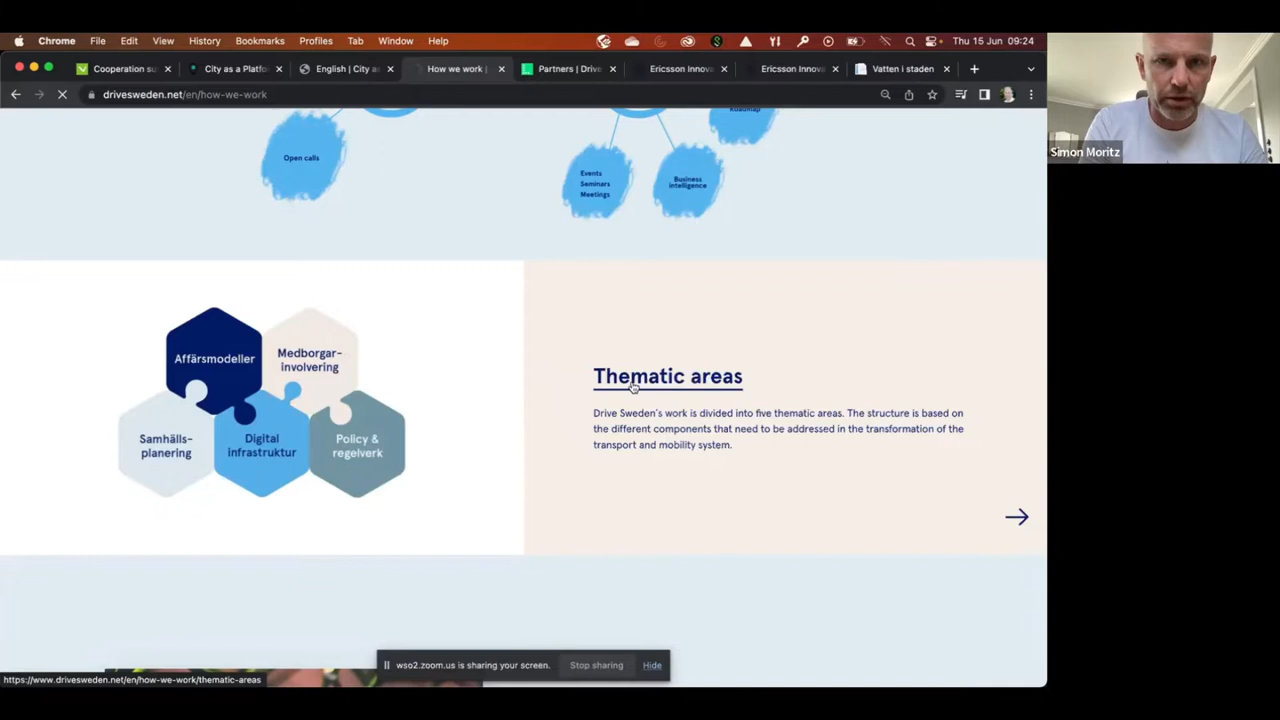 Chrome File Edit View History Bookmarks Profiles Tab Window Help
Thu 15 Jun 09:24
Cooperation su
City as a Platfo
English | City as
How we work |
Partners | Drive
Ericsson Innova
Ericsson Innova
Vatten i staden
drivesweden.net/en/how-we-work
Simon Moritz
Roadmap
Open calls
Events
Seminars
Meetings
Business
intelligence
Affärsmodeller
Medborgar-
involvering
Samhälls-
planering
Digital
infrastruktur
Policy &
regelverk
Thematic areas
Drive Sweden's work is divided into five thematic areas. The structure is based on
the different components that need to be addressed in the transformation of the
transport and mobility system.
wso2.zoom.us is sharing your screen.
Stop sharing
Hide
https://www.drivesweden.net/en/how-we-work/thematic-areas